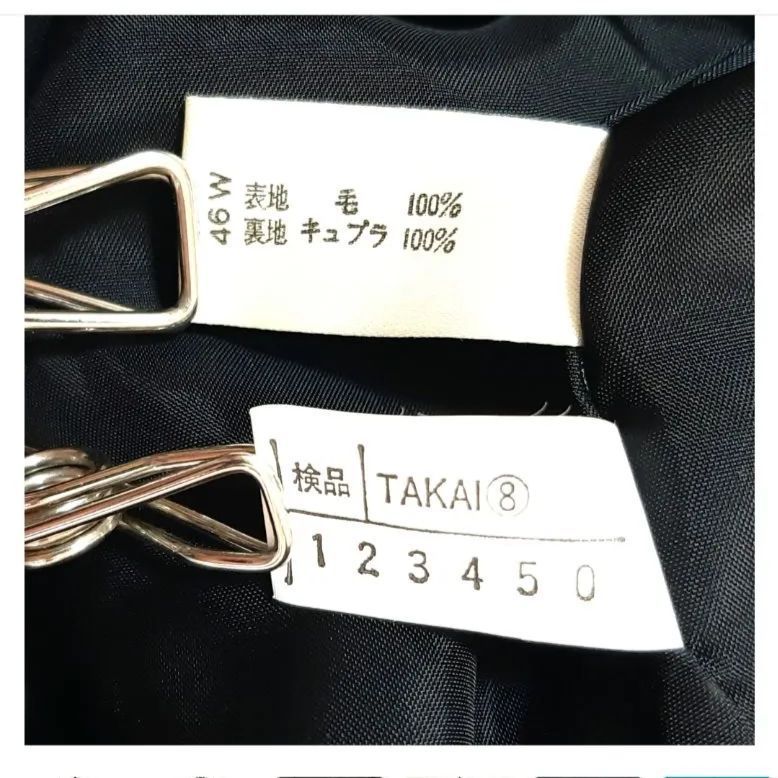 46W
表地 毛 100%
裏地 キュプラ 100%
検品 TAKAI⑧
1 2 3 4 5 0